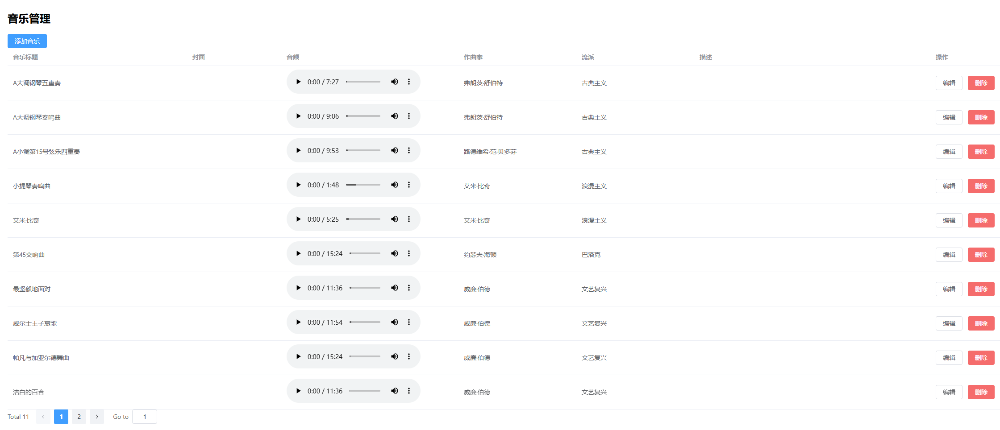 音乐管理
添加音乐
音乐标题 封面 音频 作曲家 流派 描述 操作
A大调钢琴五重奏 0:00 / 7:27 弗朗茨·舒伯特 古典主义 编辑 删除
A大调钢琴奏鸣曲 0:00 / 9:06 弗朗茨·舒伯特 古典主义 编辑 删除
A小调第15号弦乐四重奏 0:00 / 9:53 路德维希·范·贝多芬 古典主义 编辑 删除
小提琴奏鸣曲 0:00 / 1:48 艾米·比奇 浪漫主义 编辑 删除
艾米·比奇 0:00 / 5:25 艾米·比奇 浪漫主义 编辑 删除
第45交响曲 0:00 / 15:24 约瑟夫·海顿 巴洛克 编辑 删除
最坚毅地面对 0:00 / 11:36 威廉·伯德 文艺复兴 编辑 删除
威尔士王子哀歌 0:00 / 11:54 威廉·伯德 文艺复兴 编辑 删除
帕凡与加亚尔德舞曲 0:00 / 15:24 威廉·伯德 文艺复兴 编辑 删除
洁白的百合 0:00 / 11:36 威廉·伯德 文艺复兴 编辑 删除
Total 11 1 2 Go to 1